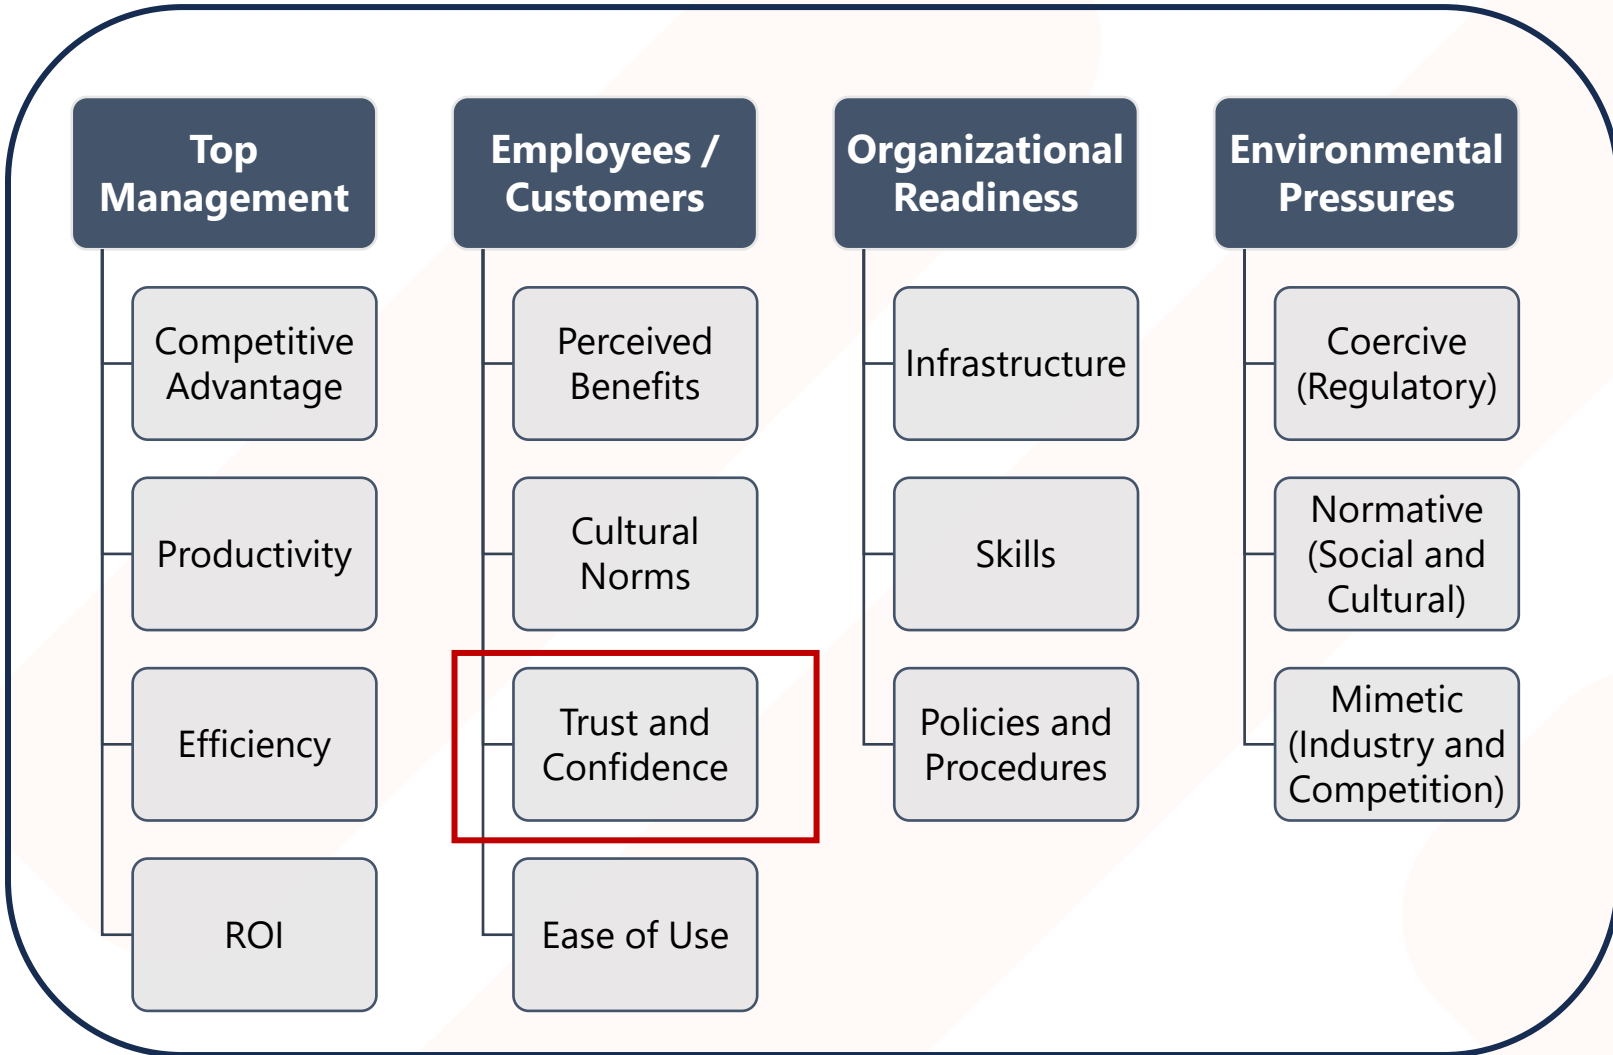 Top
Management
Competitive
Advantage
Productivity
Efficiency
ROI
Employees /
Customers
Perceived
Benefits
Cultural
Norms
Trust and
Confidence
Ease of Use
Organizational
Readiness
Infrastructure
Skills
Policies and
Procedures
Environmental
Pressures
Coercive
(Regulatory)
Normative
(Social and
Cultural)
Mimetic
(Industry and
Competition)